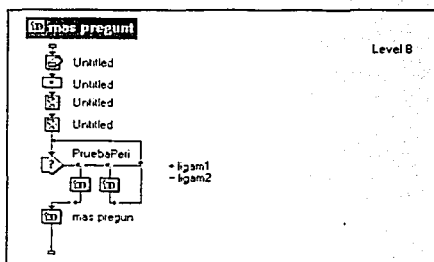 mas pregunt
Level 8
Untitled
Untitled
Untitled
Untitled
PruebaPeri
?
+ ligam1
- ligam2
mas pregun